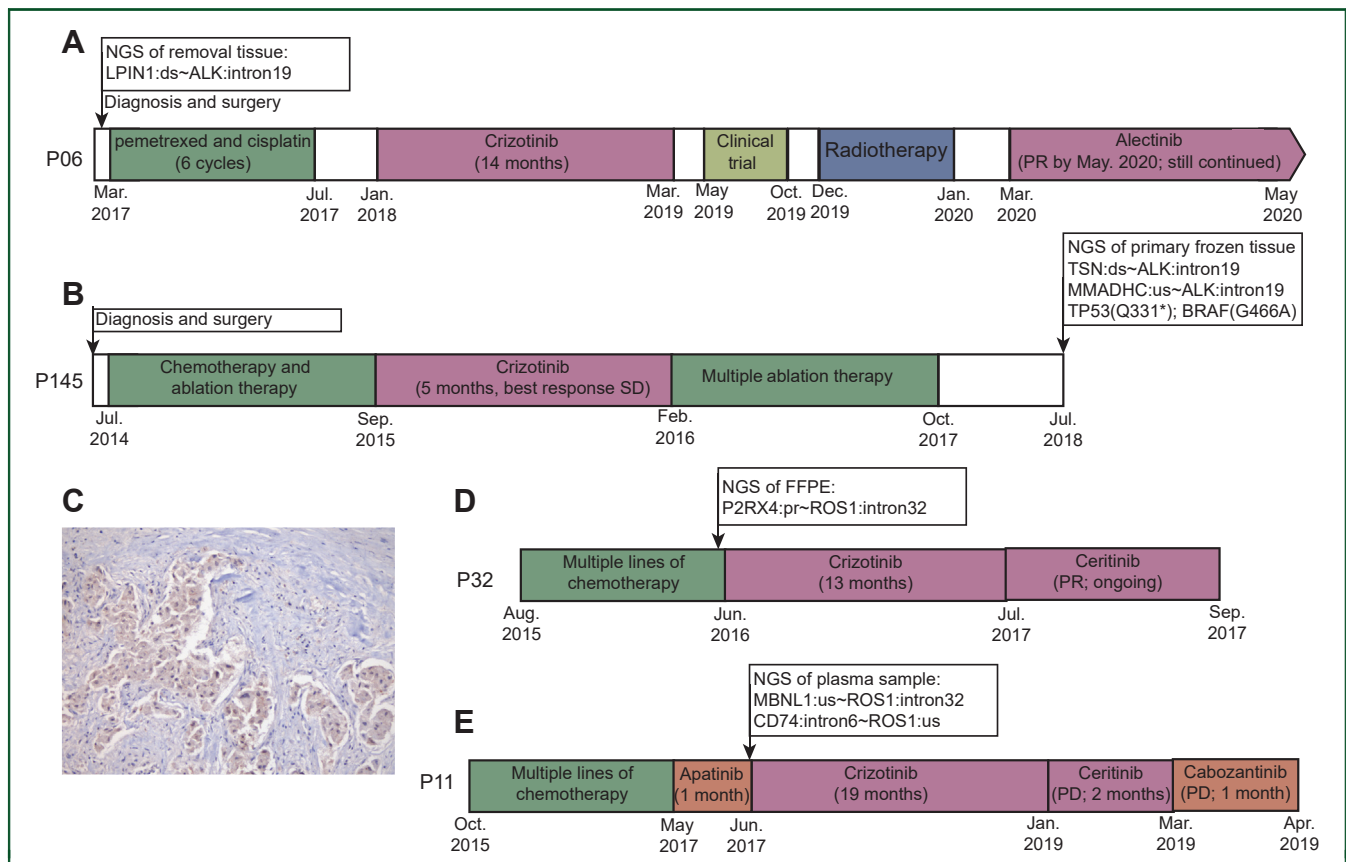 A
NGS of removal tissue:
LPIN1:ds~ALK:intron19
Diagnosis and surgery
P06
pemetrexed and cisplatin
(6 cycles)
Crizotinib
(14 months)
Clinical
trial
Radiotherapy
Alectinib
(PR by May. 2020; still continued)
Mar.
2017
Jul.
2017
Jan.
2018
Mar.
2019
May
2019
Oct.
2019
Dec.
2019
Jan.
2020
Mar.
2020
May
2020
B
Diagnosis and surgery
NGS of primary frozen tissue
TSN:ds~ALK:intron19
MMADHC:us~ALK:intron19
TP53(Q331*); BRAF(G466A)
P145
Chemotherapy and
ablation therapy
Crizotinib
(5 months, best response SD)
Multiple ablation therapy
Jul.
2014
Sep.
2015
Feb.
2016
Oct.
2017
Jul.
2018
C
D
NGS of FFPE:
P2RX4:pr~ROS1:intron32
P32
Multiple lines of
chemotherapy
Crizotinib
(13 months)
Ceritinib
(PR; ongoing)
Aug.
2015
Jun.
2016
Jul.
2017
Sep.
2017
E
NGS of plasma sample:
MBNL1:us~ROS1:intron32
CD74:intron6~ROS1:us
P11
Multiple lines of
chemotherapy
Apatinib
(1 month)
Crizotinib
(19 months)
Ceritinib
(PD; 2 months)
Cabozantinib
(PD; 1 month)
Oct.
2015
May
2017
Jun.
2017
Jan.
2019
Mar.
2019
Apr.
2019